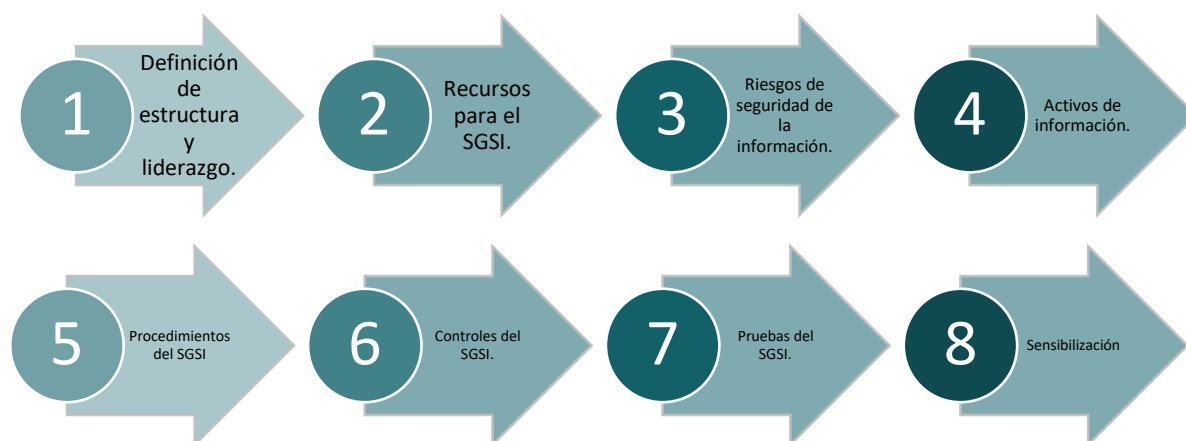 1
Definición
de
estructura
y
liderazgo.
2
Recursos
para el
SGSI.
3
Riesgos de
seguridad de
la
información.
4
Activos de
información.
5
Procedimientos
del SGSI
6
Controles del
SGSI.
7
Pruebas del
SGSI.
8
Sensibilización